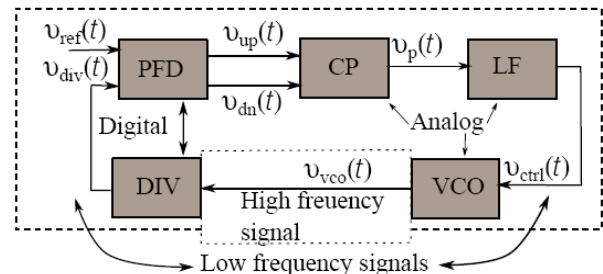 υref(t)
υdiv(t)
PFD
υup(t)
υdn(t)
CP
υp(t)
LF
Digital
Analog
DIV
υvco(t)
VCO
υctrl(t)
High freuency
signal
Low frequency signals